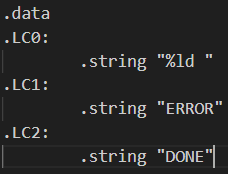 .data
.LC0:
        .string "%ld "
.LC1:
        .string "ERROR"
.LC2:
        .string "DONE"